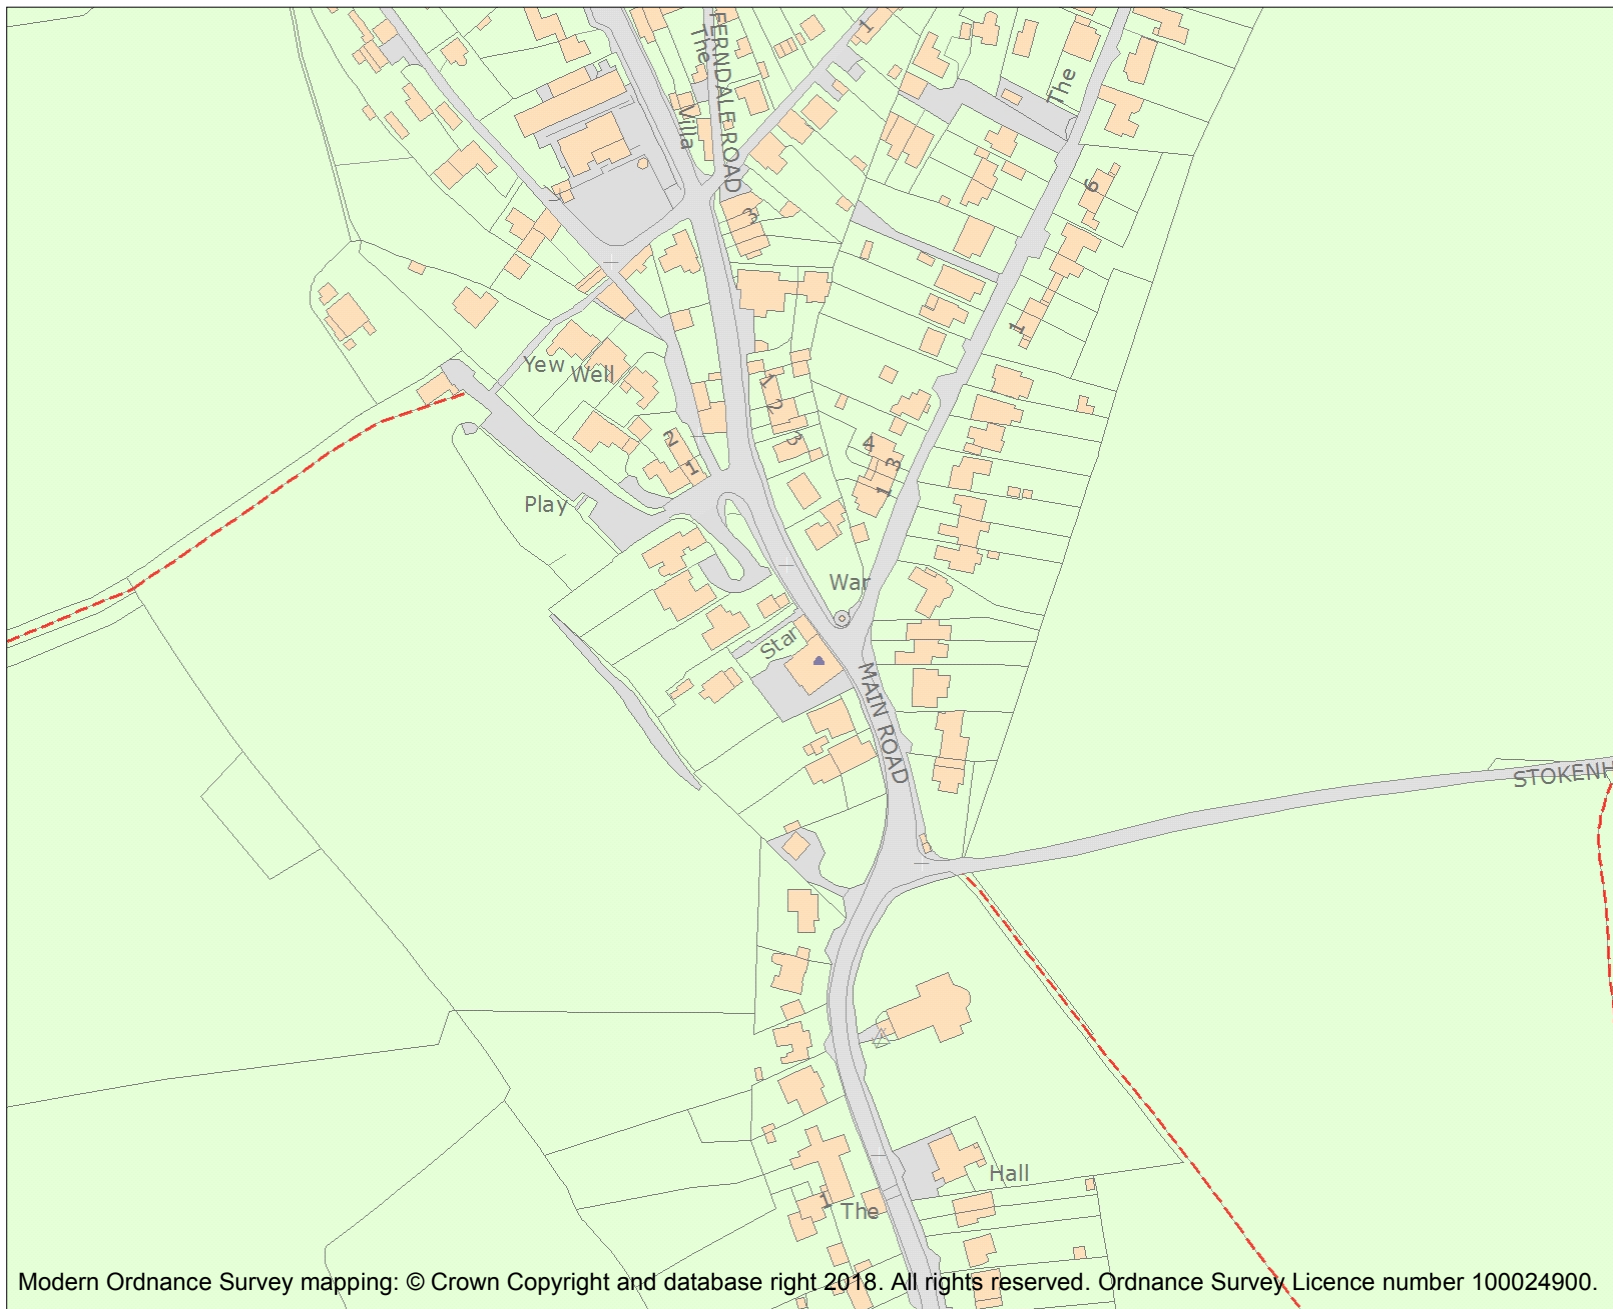 FERNDALE ROAD
The
Villa
1
The
3
6
1
Yew
Well
1
2
3
2
1
4
3
1
Play
War
Star
MAIN ROAD
STOKENH
Hall
1
The
Modern Ordnance Survey mapping: © Crown Copyright and database right 2018. All rights reserved. Ordnance Survey Licence number 100024900.